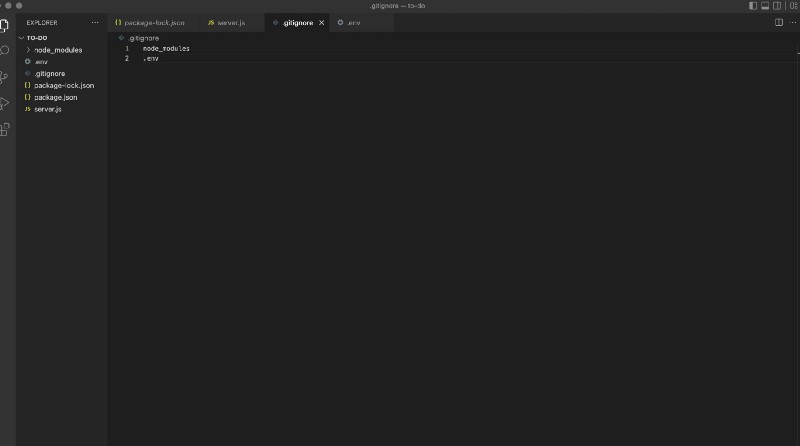 .gitignore — to-do
EXPLORER
TO-DO
node_modules
.env
.gitignore
package-lock.json
package.json
server.js
package-lock.json
server.js
.gitignore
.env
.gitignore
1 node_modules
2 .env